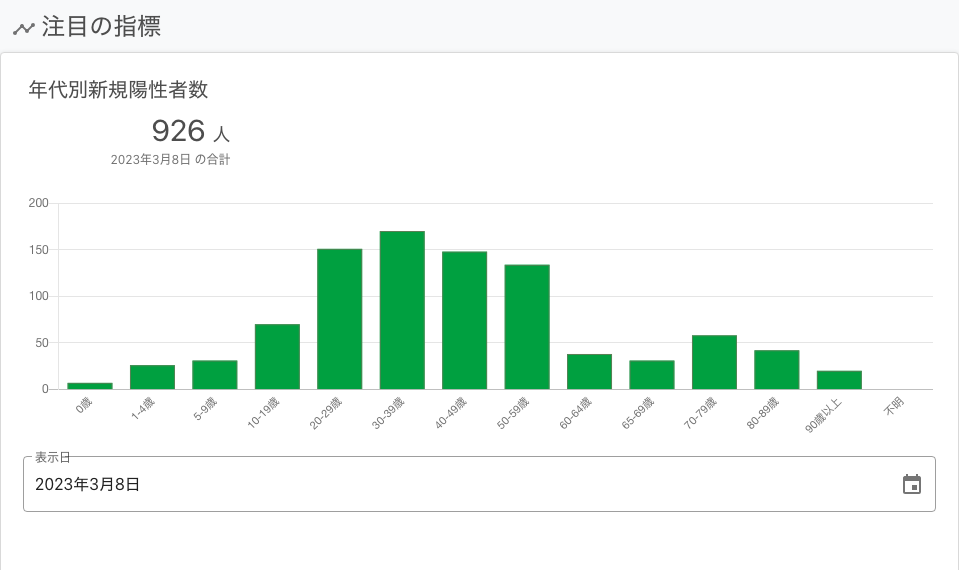 注目の指標
年代別新規陽性者数
926 人
2023年3月8日 の合計
200
150
100
50
0
0歳
1-4歳
5-9歳
10-19歳
20-29歳
30-39歳
40-49歳
50-59歳
60-64歳
65-69歳
70-79歳
80-89歳
90歳以上
不明
表示日
2023年3月8日